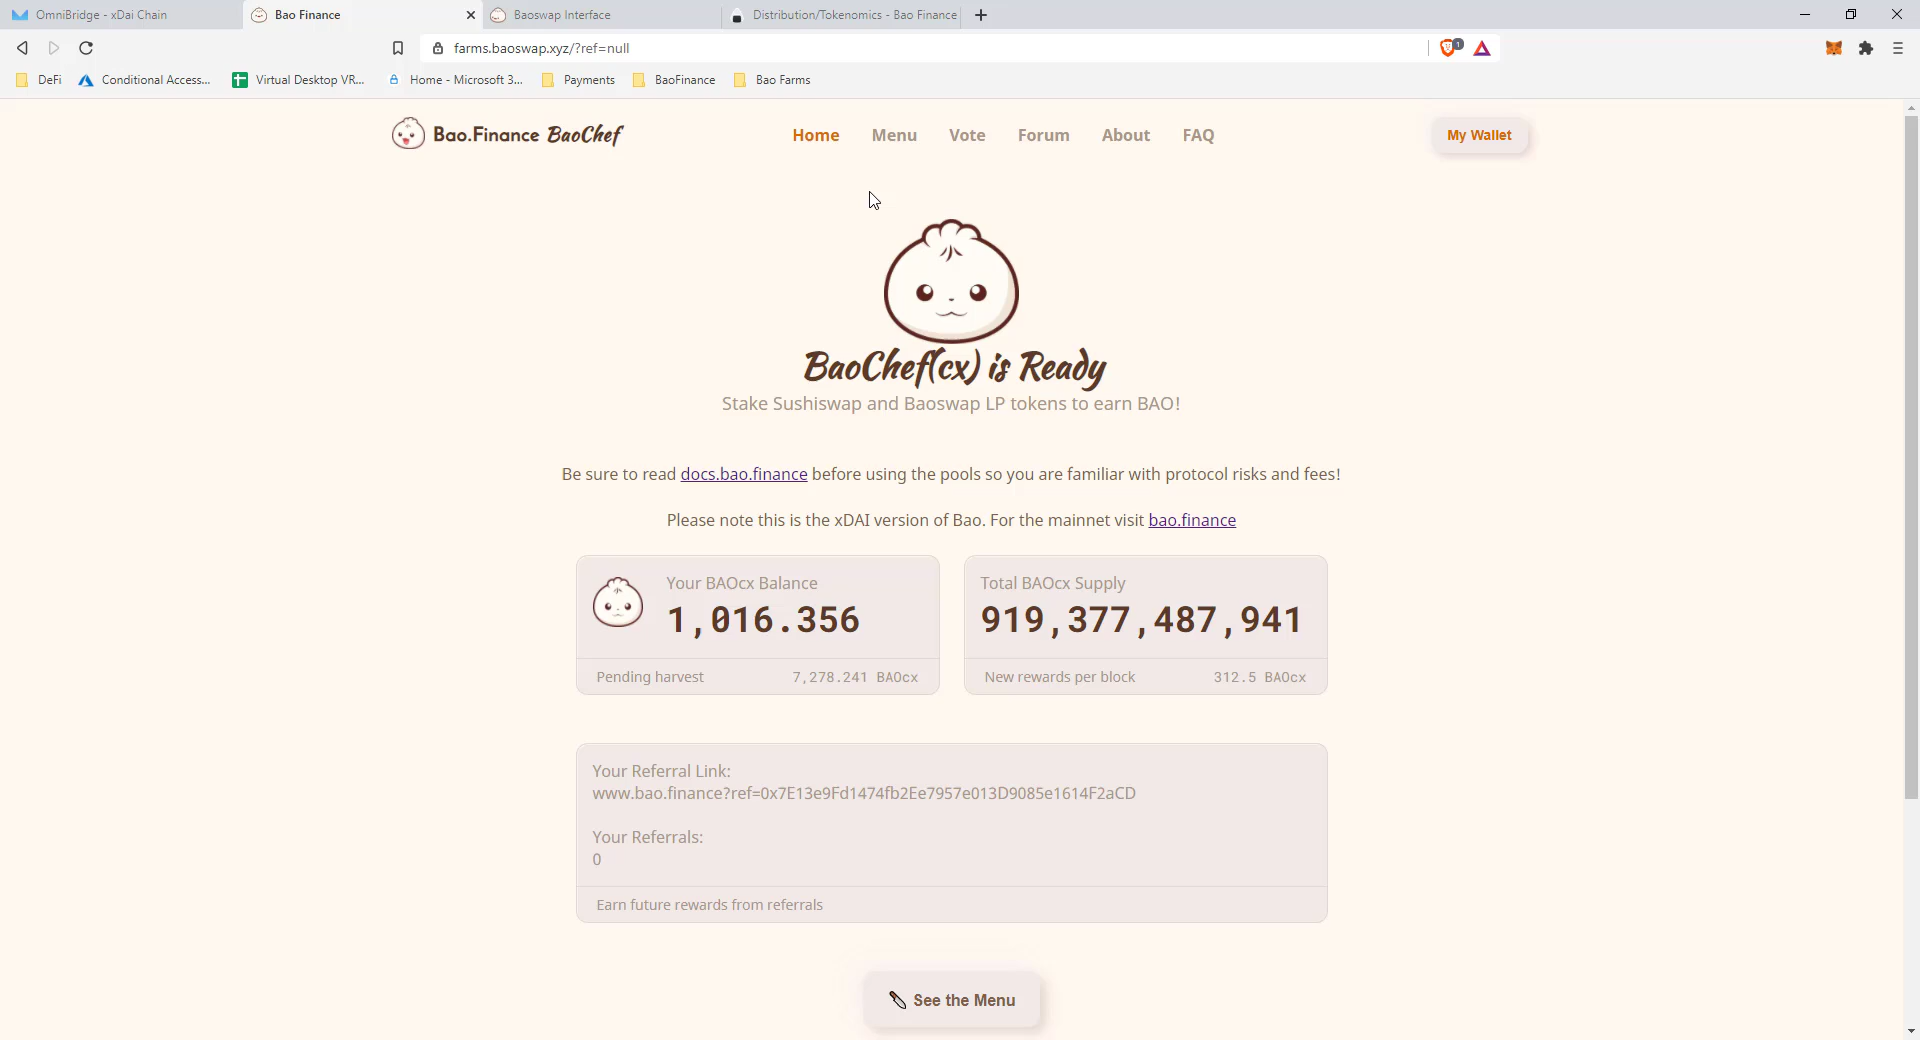 OmniBridge - xDai Chain
Bao Finance
Baoswap Interface
Distribution/Tokenomics - Bao Finance
farms.baoswap.xyz/?ref=null
1
DeFi
Conditional Access...
Virtual Desktop VR...
Home - Microsoft 3...
Payments
BaoFinance
Bao Farms
Bao.Finance BaoChef
Home
Menu
Vote
Forum
About
FAQ
My Wallet
BaoChef(cx) is Ready
Stake Sushiswap and Baoswap LP tokens to earn BAO!
Be sure to read docs.bao.finance before using the pools so you are familiar with protocol risks and fees!
Please note this is the xDAI version of Bao. For the mainnet visit bao.finance
Your BAOcx Balance
1,016.356
Pending harvest
7,278.241 BAOcx
Total BAOcx Supply
919,377,487,941
New rewards per block
312.5 BAOcx
Your Referral Link:
www.bao.finance?ref=0x7E13e9Fd1474fb2Ee7957e013D9085e1614F2aCD
Your Referrals:
0
Earn future rewards from referrals
See the Menu